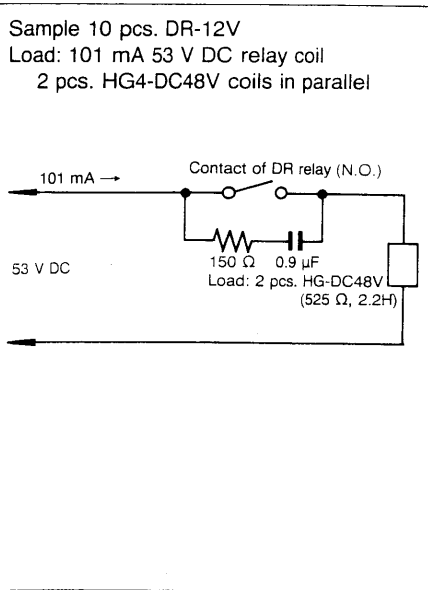 Sample 10 pcs. DR-12V
Load: 101 mA 53 V DC relay coil
2 pcs. HG4-DC48V coils in parallel
Contact of DR relay (N.O.)
101 mA →
150 Ω 0.9 µF
53 V DC
Load: 2 pcs. HG-DC48V
(525 Ω, 2.2H)